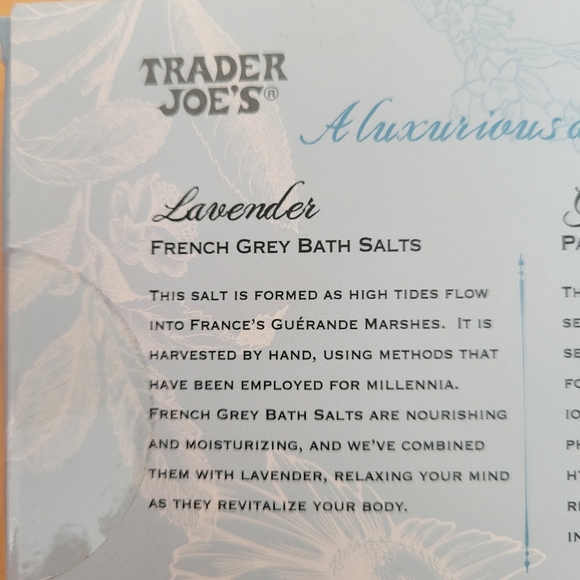 TRADER
JOE'S®
A luxurious
Lavender
FRENCH GREY BATH SALTS
THIS SALT IS FORMED AS HIGH TIDES FLOW
INTO FRANCE'S GUÉRANDE MARSHES. IT IS
HARVESTED BY HAND, USING METHODS THAT
HAVE BEEN EMPLOYED FOR MILLENNIA.
FRENCH GREY BATH SALTS ARE NOURISHING
AND MOISTURIZING, AND WE'VE COMBINED
THEM WITH LAVENDER, RELAXING YOUR MIND
AS THEY REVITALIZE YOUR BODY.